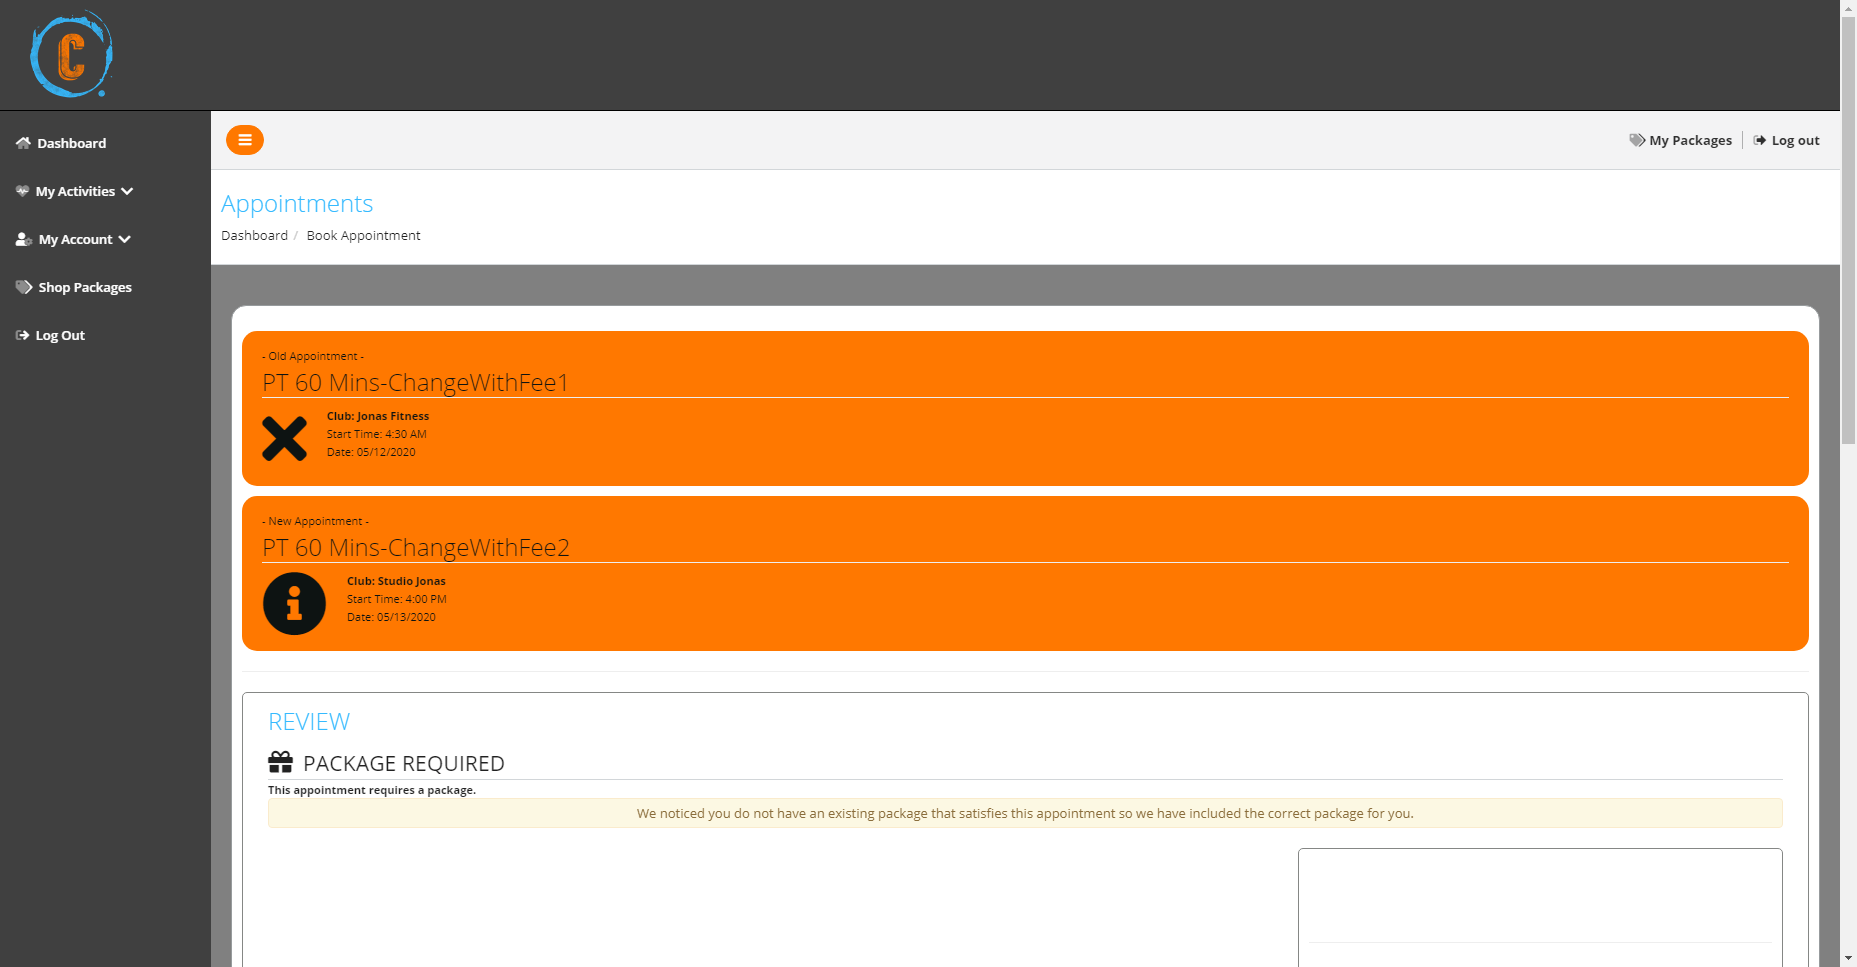 C
Dashboard
My Activities
My Account
Shop Packages
Log Out
My Packages
Log out
Appointments
Dashboard / Book Appointment
- Old Appointment -
PT 60 Mins-ChangeWithFee1
Club: Jonas Fitness
Start Time: 4:30 AM
Date: 05/12/2020
- New Appointment -
PT 60 Mins-ChangeWithFee2
Club: Studio Jonas
Start Time: 4:00 PM
Date: 05/13/2020
REVIEW
PACKAGE REQUIRED
This appointment requires a package.
We noticed you do not have an existing package that satisfies this appointment so we have included the correct package for you.